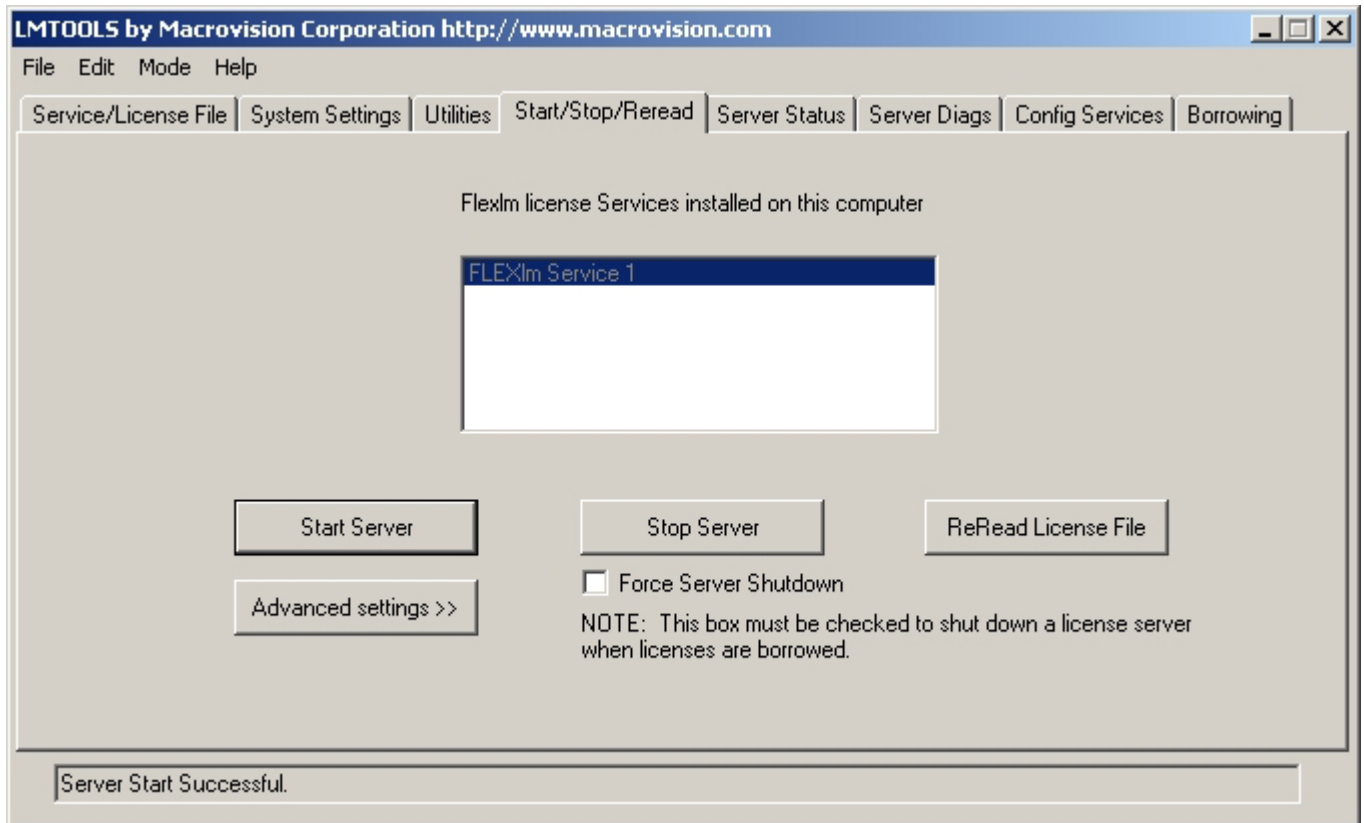 LMTOOLS by Macrovision Corporation http://www.macrovision.com
File Edit Mode Help
Service/License File System Settings Utilities Start/Stop/Reread Server Status Server Diags Config Services Borrowing
Flexlm license Services installed on this computer
FLEXlm Service 1
Start Server Stop Server ReRead License File
Force Server Shutdown
Advanced settings >>
NOTE: This box must be checked to shut down a license server
when licenses are borrowed.
Server Start Successful.